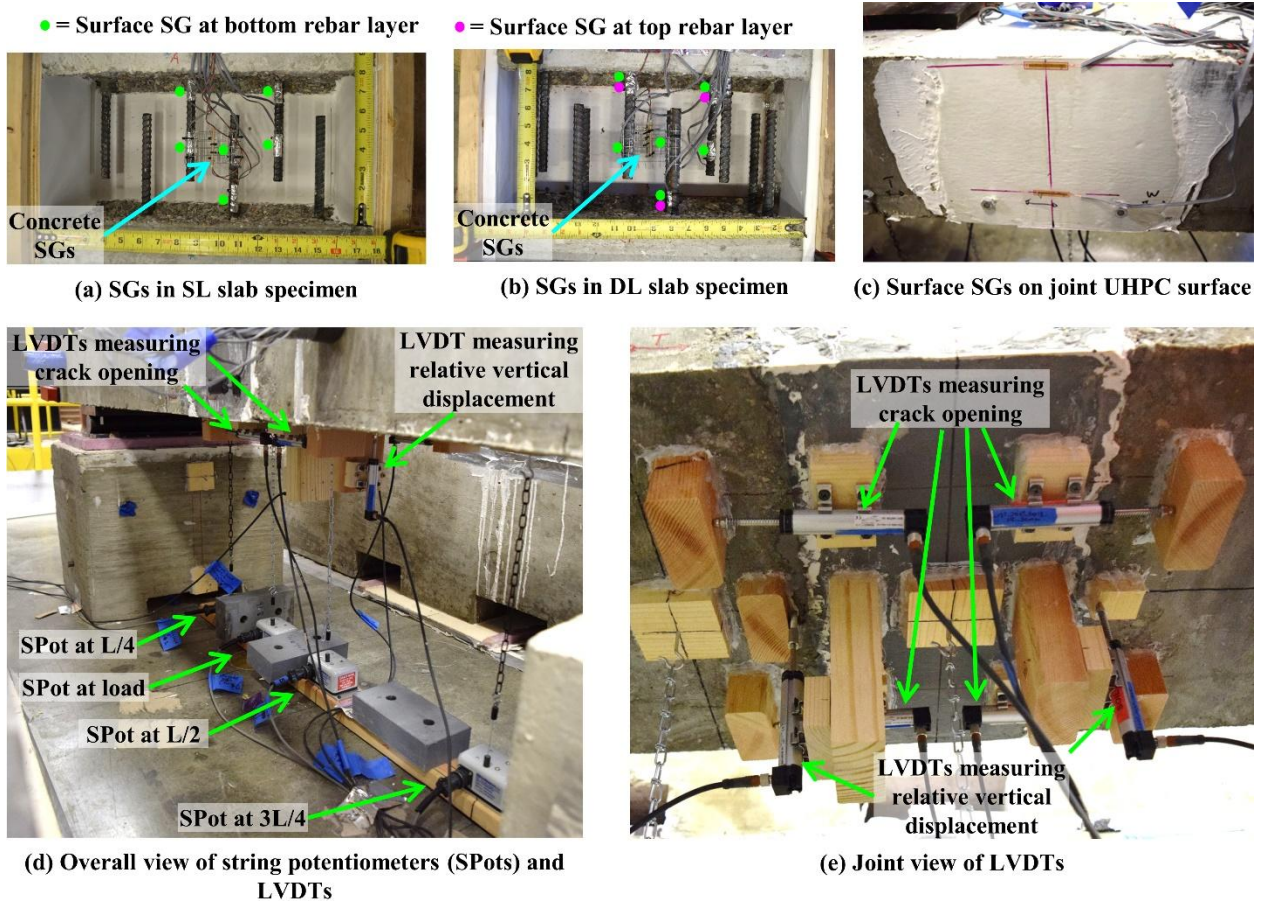 = Surface SG at bottom rebar layer
= Surface SG at top rebar layer
Concrete
SGs
Concrete
SGs
(a) SGs in SL slab specimen
(b) SGs in DL slab specimen
(c) Surface SGs on joint UHPC surface
LVDTs measuring
crack opening
LVDT measuring
relative vertical
displacement
SPot at L/4
SPot at load
SPot at L/2
SPot at 3L/4
LVDTs measuring
crack opening
LVDTs measuring
relative vertical
displacement
(d) Overall view of string potentiometers (SPots) and
LVDTs
(e) Joint view of LVDTs